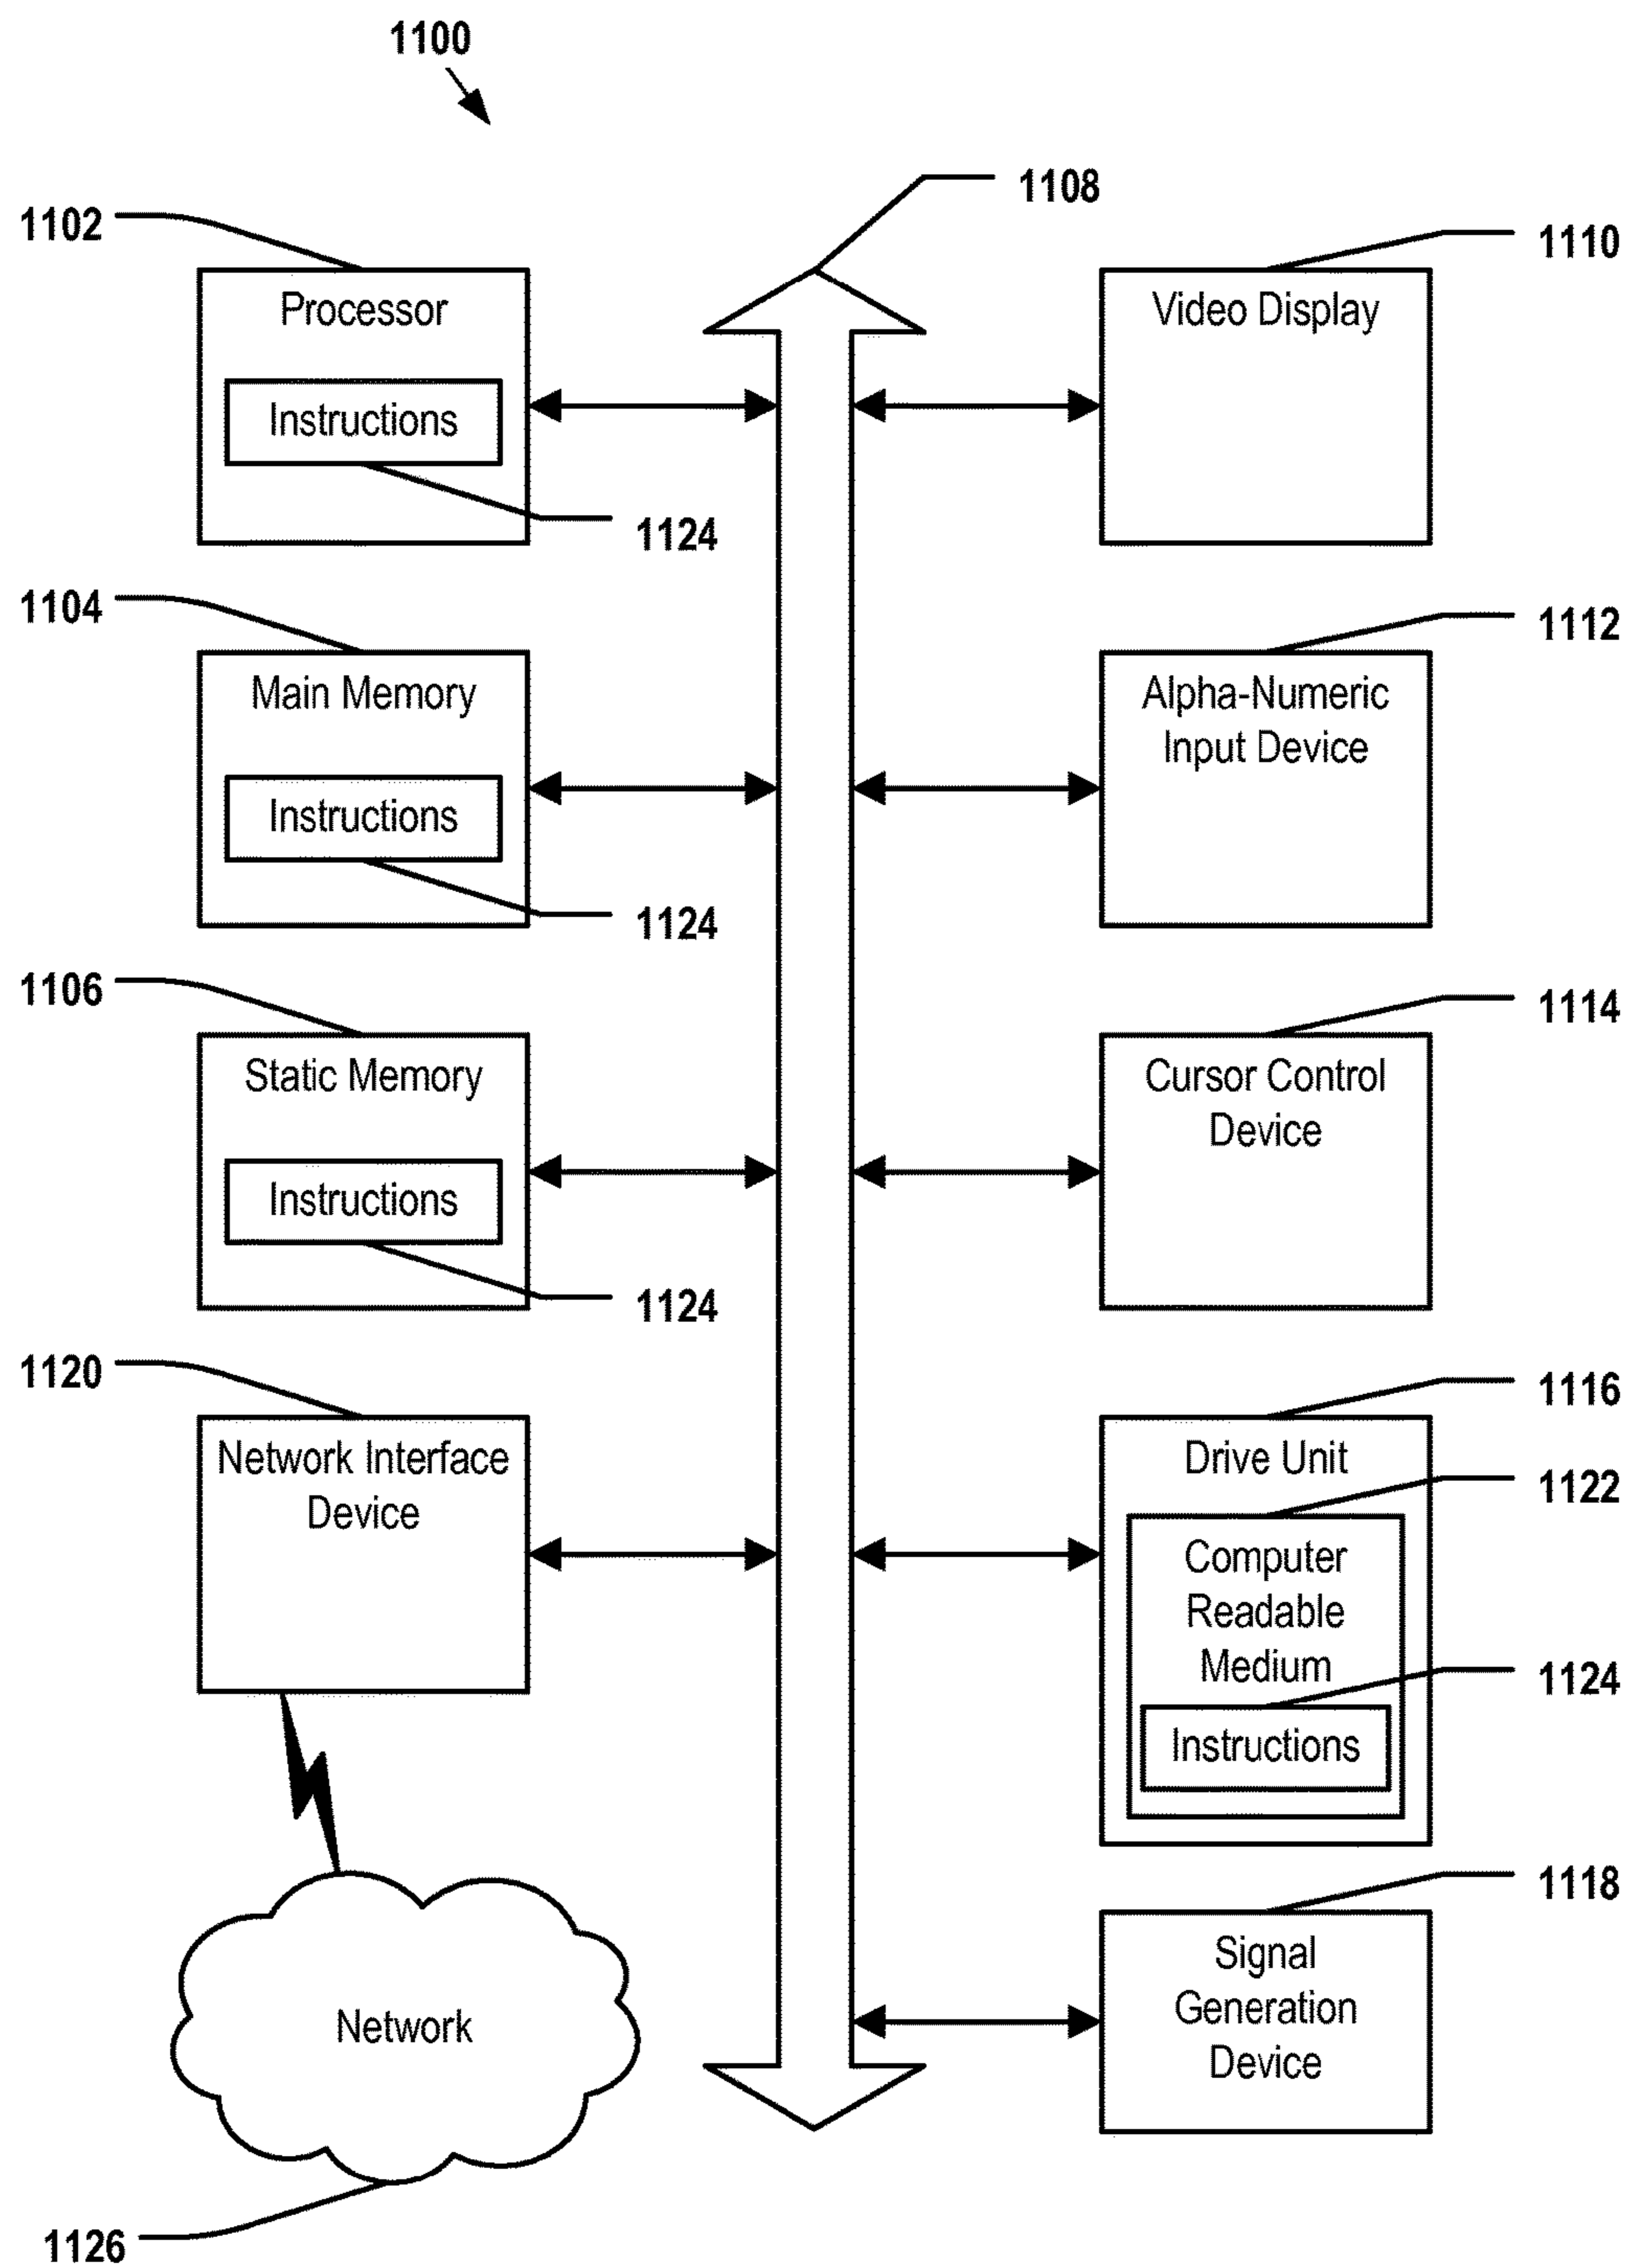 1100
1108
1102
1110
Processor
Video Display
Instructions
1124
1104
1112
Main Memory
Alpha-Numeric
Input Device
Instructions
1124
1106
1114
Static Memory
Cursor Control
Device
Instructions
1124
1120
1116
Network Interface
Device
Drive Unit
1122
Computer
Readable
Medium
1124
Instructions
1118
Signal
Generation
Device
Network
1126